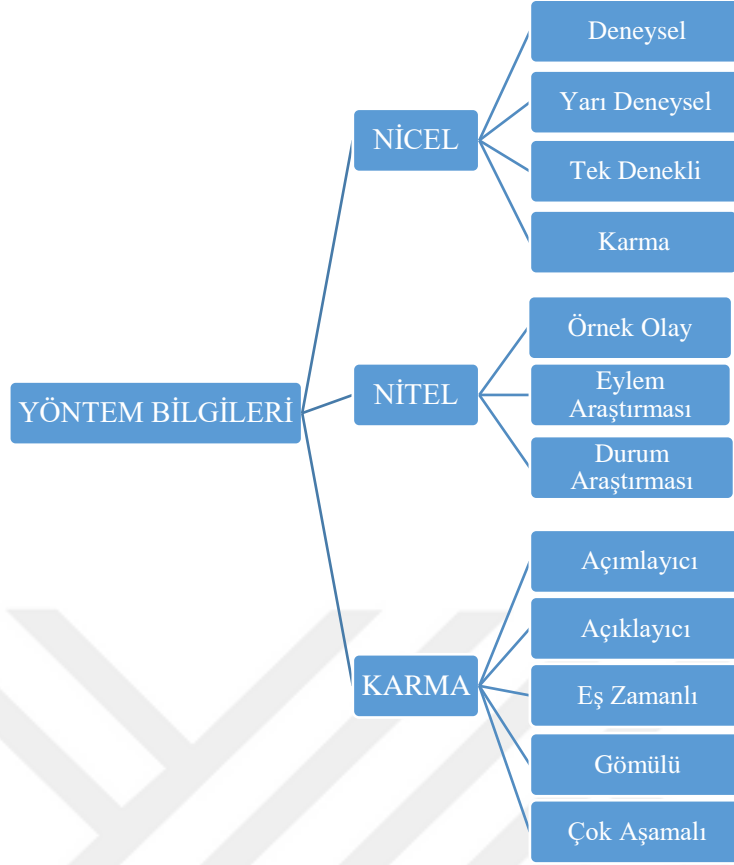 YÖNTEM BİLGİLERİ
NİCEL
Deneysel
Yarı Deneysel
Tek Denekli
Karma
NİTEL
Örnek Olay
Eylem
Araştırması
Durum
Araştırması
KARMA
Açımlayıcı
Açıklayıcı
Eş Zamanlı
Gömülü
Çok Aşamalı